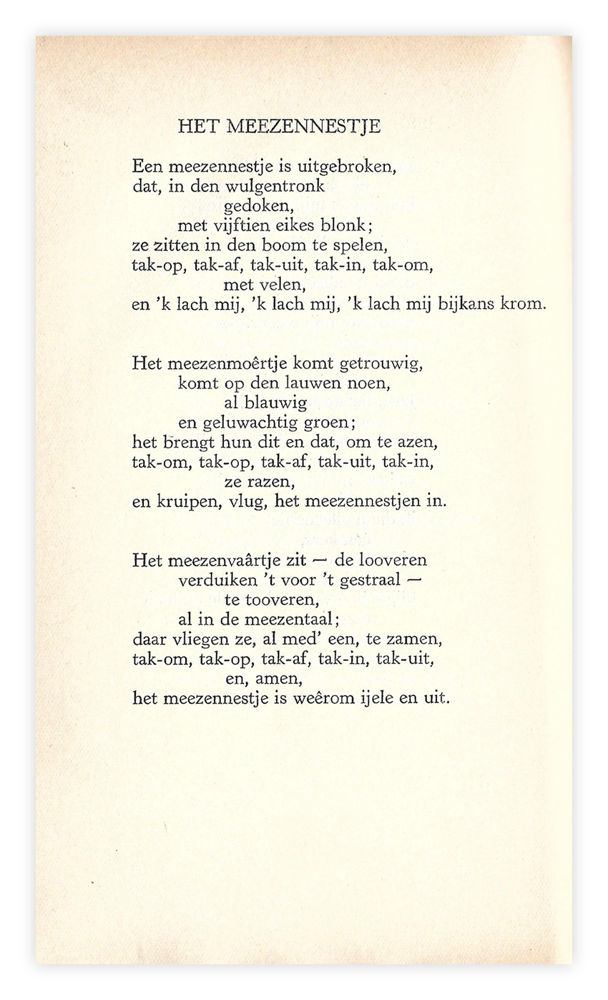 HET MEEZENNESTJE
Een meezennestje is uitgebroken,
dat, in den wulgentronk
gedoken,
met vijftien eikes blonk;
ze zitten in den boom te spelen,
tak-op, tak-af, tak-uit, tak-in, tak-om,
met velen,
en ’k lach mij, ’k lach mij, ’k lach mij bijkans krom.
Het meezenmoêrtje komt getrouwig,
komt op den lauwen noen,
al blauwig
en geluwachtig groen;
het brengt hun dit en dat, om te azen,
tak-om, tak-op, tak-af, tak-uit, tak-in,
ze razen,
en kruipen, vlug, het meezennestjen in.
Het meezenvaârtje zit — de looveren
verduiken ’t voor ’t gestraal —
te tooveren,
al in de meezentaal;
daar vliegen ze, al med’ een, te zamen,
tak-om, tak-op, tak-af, tak-in, tak-uit,
en, amen,
het meezennestje is weêrom ijele en uit.